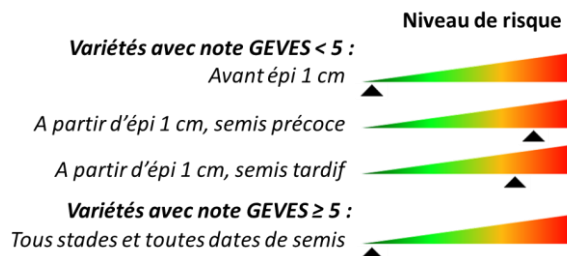 Niveau de risque
Variétés avec note GEVES < 5 :
Avant épi 1 cm
A partir d'épi 1 cm, semis précoce
A partir d'épi 1 cm, semis tardif
Variétés avec note GEVES ≥ 5 :
Tous stades et toutes dates de semis